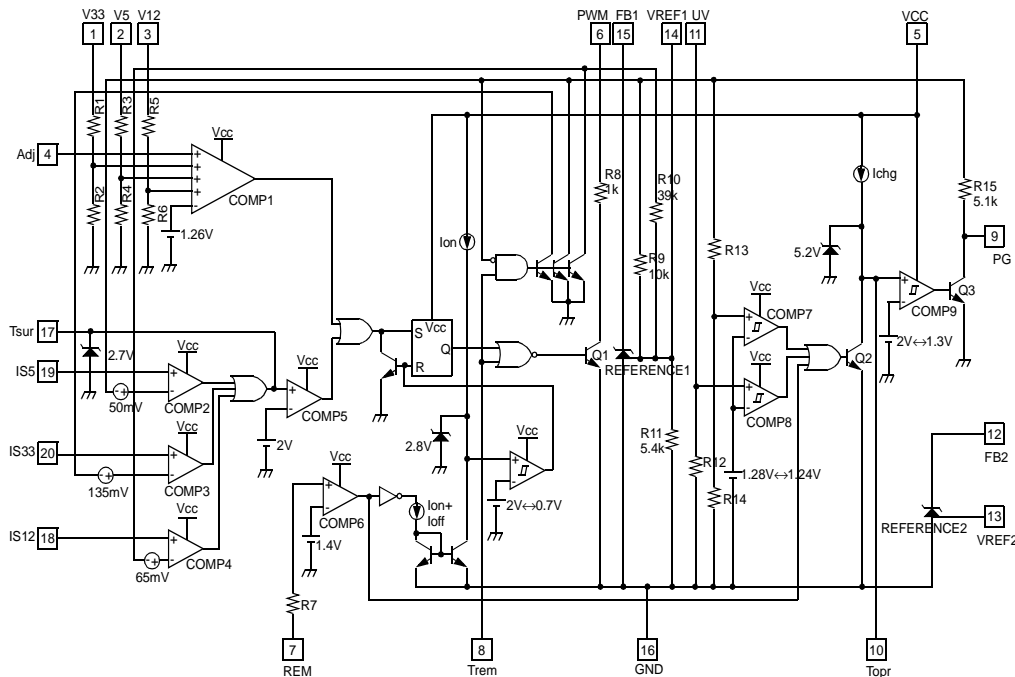 V33 V5 V12 PWM FB1 VREF1 UV VCC
1 2 3 6 15 14 11 5
R1 R3 R5
Vcc
Adj 4
+
+
+
+
-
COMP1
R2 R4 R6
1.26V
R8
1k
R10
39k
Ichg
R15
5.1k
Ion
R9
10k
R13
5.2V
9
PG
Vcc
+
-
COMP9
Q3
2V↔1.3V
Tsur 17
2.7V
S Vcc
Q
R
Q1
REFERENCE1
Vcc
COMP7
+
-
Q2
IS5 19
Vcc
+
-
COMP2
50mV
- +
Vcc
+
-
COMP5
2V
Vcc
+
-
COMP8
2.8V
Vcc
+
-
2V↔0.7V
R11
5.4k
R12
R14
1.28V↔1.24V
12
FB2
IS33 20
Vcc
+
-
COMP3
135mV
- +
REM
7
R7
Vcc
+
-
COMP6
1.4V
Ion+
Ioff
REFERENCE2
13
VREF2
IS12 18
Vcc
+
-
COMP4
65mV
- +
8
Trem
16
GND
10
Topr